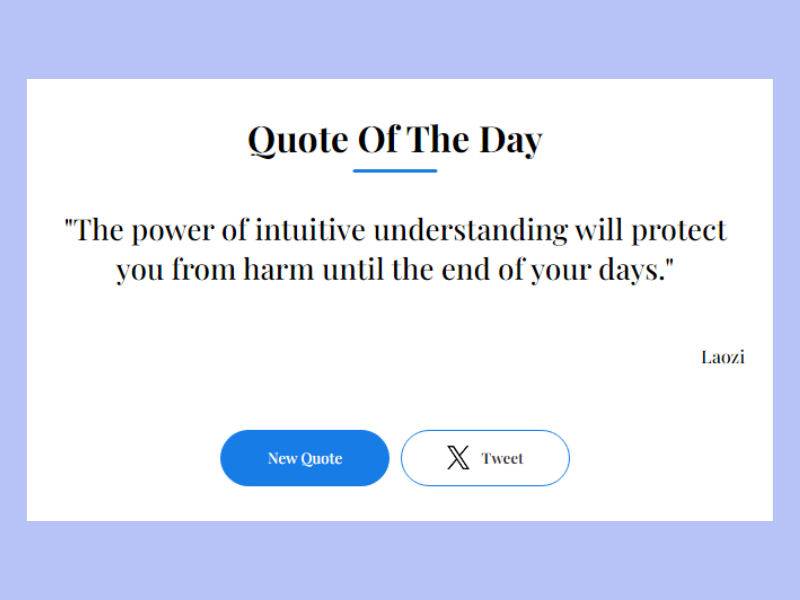 Quote Of The Day
"The power of intuitive understanding will protect
you from harm until the end of your days."
Laozi
New Quote
Tweet